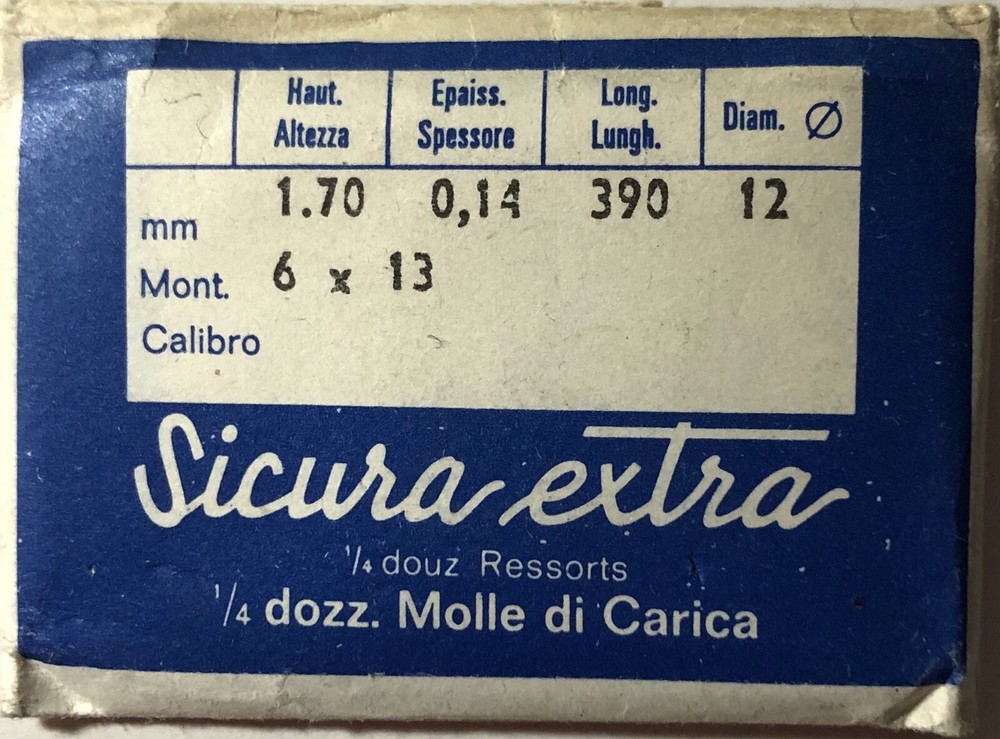 Haut. Epaiss. Long. Diam. Ø
Altezza Spessore Lungh.
mm 1.70 0,14 390 12
Mont. 6 x 13
Calibro
Sicura extra
1/4 douz Ressorts
1/4 dozz. Molle di Carica